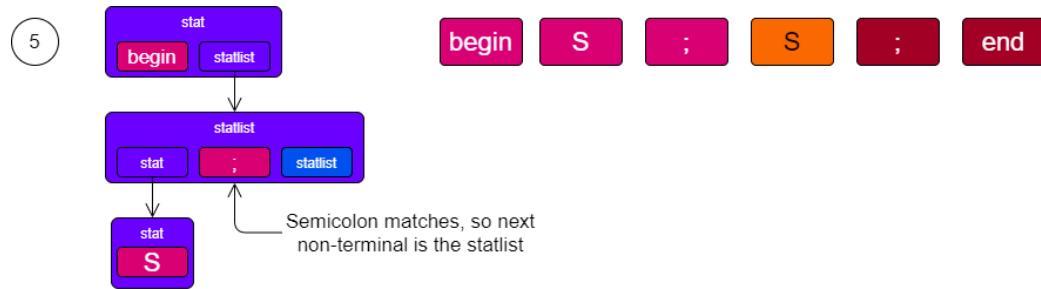 5
stat
begin statlist
begin S ; S ; end
statlist
stat ; statlist
Semicolon matches, so next
non-terminal is the statlist
stat
S